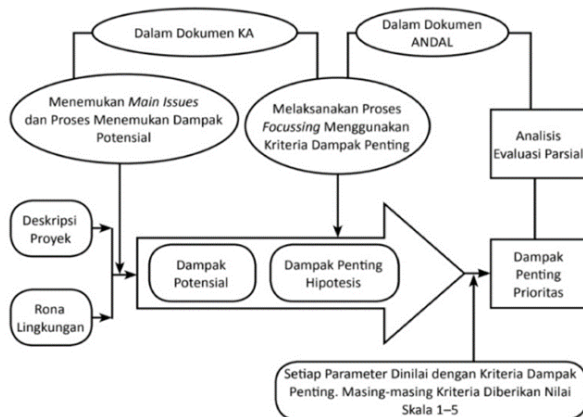 Dalam Dokumen KA
Dalam Dokumen
ANDAL
Menemukan Main Issues
dan Proses Menemukan Dampak
Potensial
Melaksanakan Proses
Focussing Menggunakan
Kriteria Dampak Penting
Analisis
Evaluasi Parsial
Deskripsi
Proyek
Rona
Lingkungan
Dampak
Potensial
Dampak Penting
Hipotesis
Dampak
Penting
Prioritas
Setiap Parameter Dinilai dengan Kriteria Dampak
Penting. Masing-masing Kriteria Diberikan Nilai
Skala 1–5